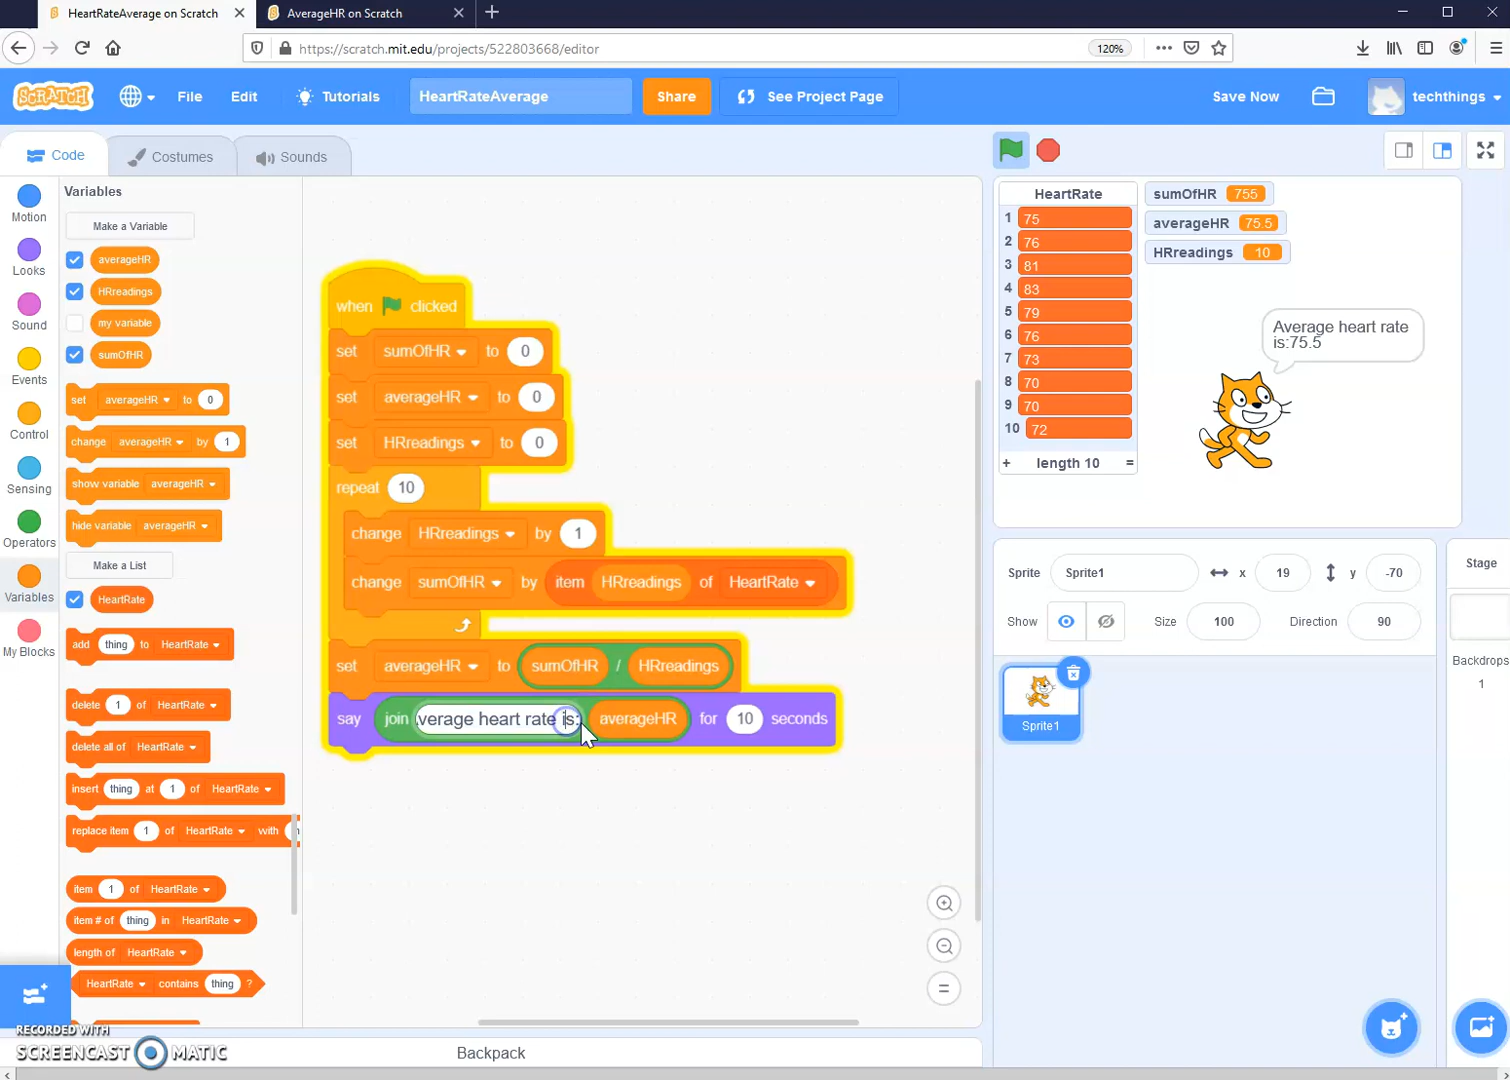 HeartRateAverage on Scratch
AverageHR on Scratch
https://scratch.mit.edu/projects/522803668/editor
120%
SCRATCH
File
Edit
Tutorials
HeartRateAverage
Share
See Project Page
Save Now
techthings
Code
Costumes
Sounds
Motion
Looks
Sound
Events
Control
Sensing
Operators
Variables
My Blocks
Variables
Make a Variable
averageHR
HRreadings
my variable
sumOfHR
set averageHR to 0
change averageHR by 1
show variable averageHR
hide variable averageHR
Make a List
HeartRate
add thing to HeartRate
delete 1 of HeartRate
delete all of HeartRate
insert thing at 1 of HeartRate
replace item 1 of HeartRate with
item 1 of HeartRate
item # of thing in HeartRate
length of HeartRate
HeartRate contains thing ?
when clicked
set sumOfHR to 0
set averageHR to 0
set HRreadings to 0
repeat 10
change HRreadings by 1
change sumOfHR by item HRreadings of HeartRate
set averageHR to sumOfHR / HRreadings
say join verage heart rate is: averageHR for 10 seconds
HeartRate
1 75
2 76
3 81
4 83
5 79
6 76
7 73
8 70
9 70
10 72
+ length 10 =
sumOfHR 755
averageHR 75.5
HRreadings 10
Average heart rate
is:75.5
Sprite Sprite1 x 19 y -70
Show Size 100 Direction 90
Sprite1
Stage
Backdrops
1
Backpack
RECORDED WITH
SCREENCAST MATIC